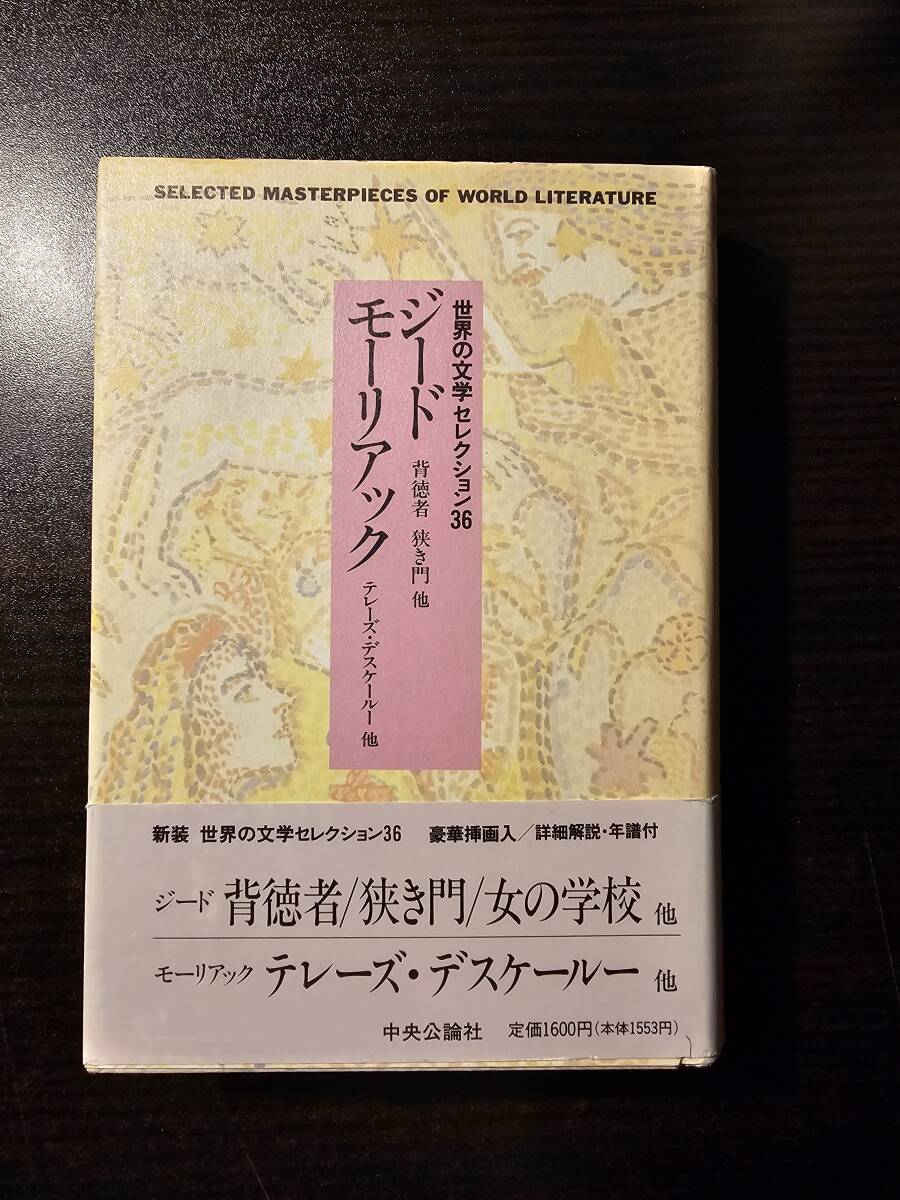 SELECTED MASTERPIECES OF WORLD LITERATURE
世界の文学セレクション36
ジード 背徳者 狭き門 他
モーリアック テレーズ・デスケールー 他
新装 世界の文学セレクション36 豪華挿画入/詳細解説・年譜付
ジード 背徳者/狭き門/女の学校 他
モーリアック テレーズ・デスケールー 他
中央公論社 定価1600円(本体1553円)